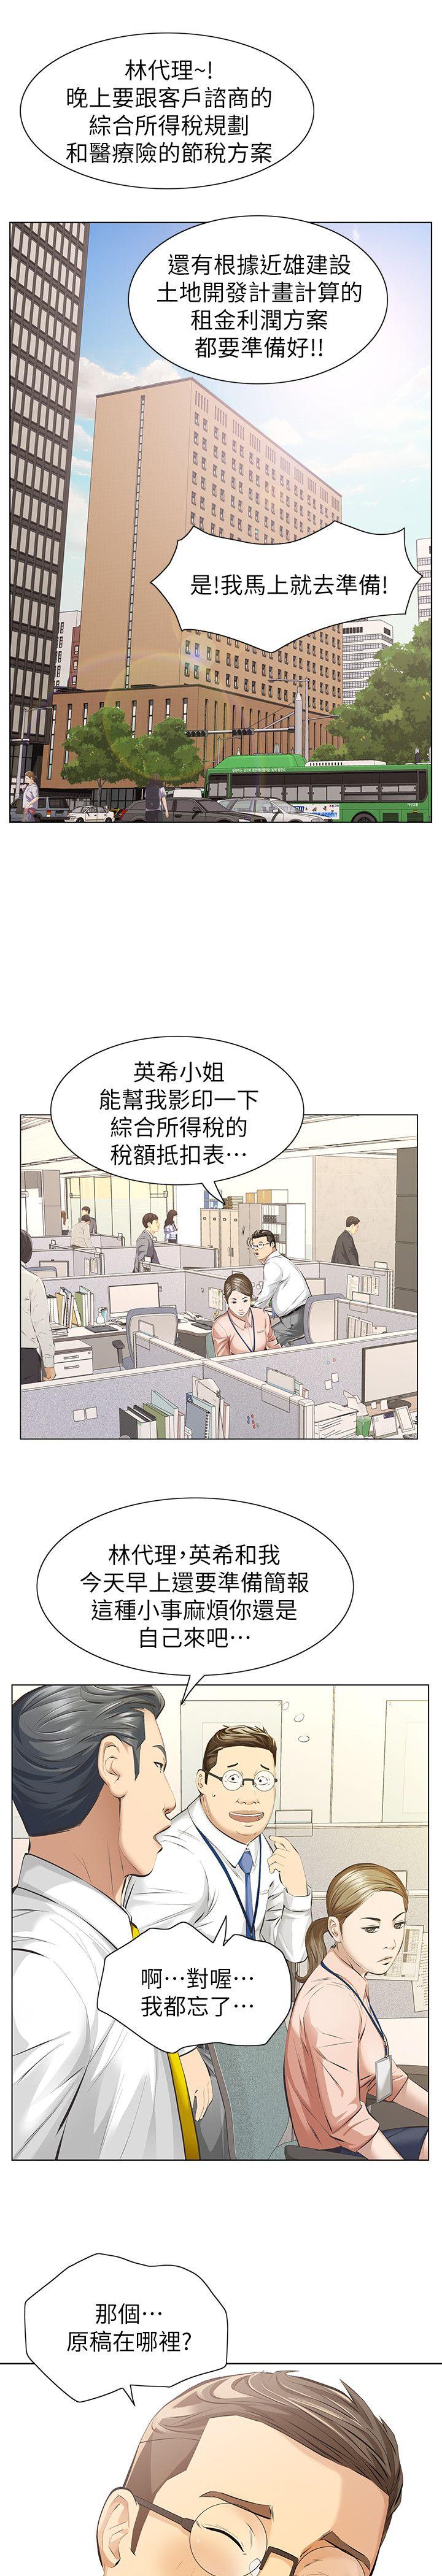 林代理~!
晚上要跟客戶諮商的
綜合所得稅規劃
和醫療險的節稅方案
還有根據近雄建設
土地開發計畫計算的
租金利潤方案
都要準備好!!
是!我馬上就去準備!
英希小姐
能幫我影印一下
綜合所得稅的
稅額抵扣表…
林代理,英希和我
今天早上還要準備簡報
這種小事麻煩你還是
自己來吧…
啊…對喔…
我都忘了…
那個…
原稿在哪裡?